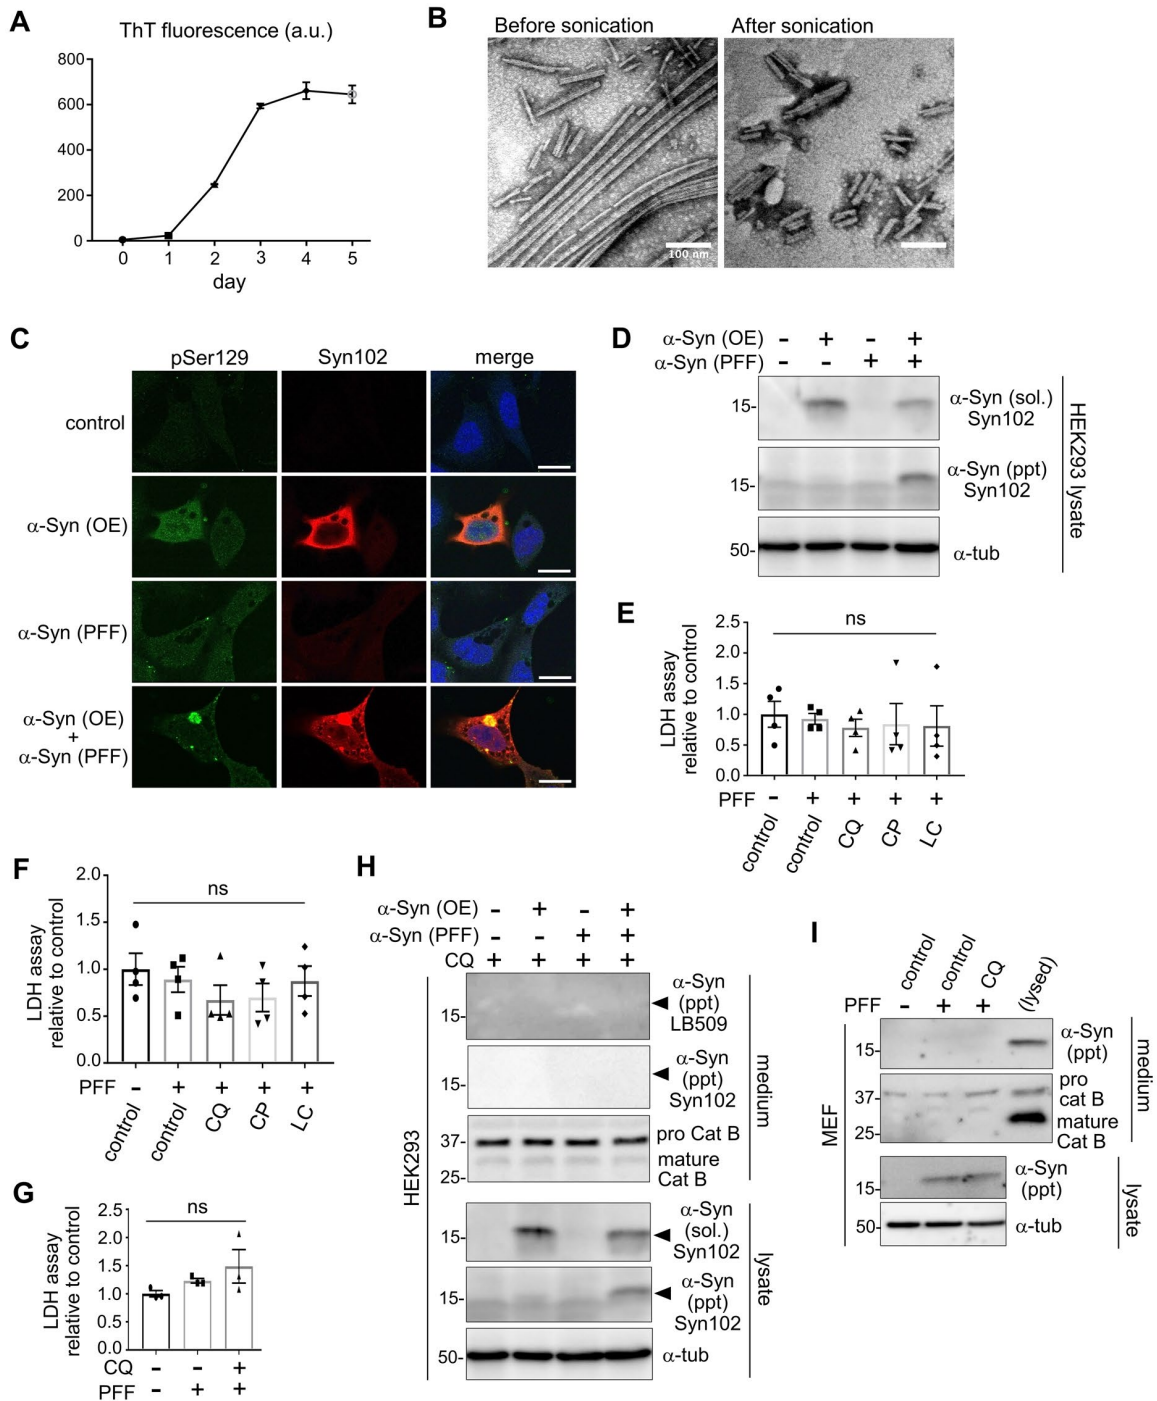 A
ThT fluorescence (a.u.)
800
600
400
200
0
0 1 2 3 4 5
day
B
Before sonication
After sonication
100 nm
C
pSer129 Syn102 merge
control
α-Syn (OE)
α-Syn (PFF)
α-Syn (OE)
+
α-Syn (PFF)
D
α-Syn (OE) - + - +
α-Syn (PFF) - - + +
15-
α-Syn (sol.)
Syn102
15-
α-Syn (ppt)
Syn102
50-
α-tub
HEK293 lysate
E
LDH assay
relative to control
2.5
2.0
1.5
1.0
0.5
0.0
ns
PFF - + + + +
control control CQ CP LC
F
LDH assay
relative to control
2.0
1.5
1.0
0.5
0.0
ns
PFF - + + + +
control control CQ CP LC
G
LDH assay
relative to control
2.5
2.0
1.5
1.0
0.5
0.0
ns
CQ - - +
PFF - + +
H
α-Syn (OE) - + - +
α-Syn (PFF) - - + +
CQ + + + +
HEK293
15-
α-Syn
(ppt)
LB509
15-
α-Syn
(ppt)
Syn102
37-
25-
pro Cat B
mature
Cat B
medium
15-
α-Syn
(sol.)
Syn102
15-
α-Syn
(ppt)
Syn102
50-
α-tub
lysate
I
control control CQ (lysed)
PFF - + +
MEF
15-
α-Syn
(ppt)
37-
25-
pro
cat B
mature
Cat B
medium
15-
α-Syn
(ppt)
50-
α-tub
lysate